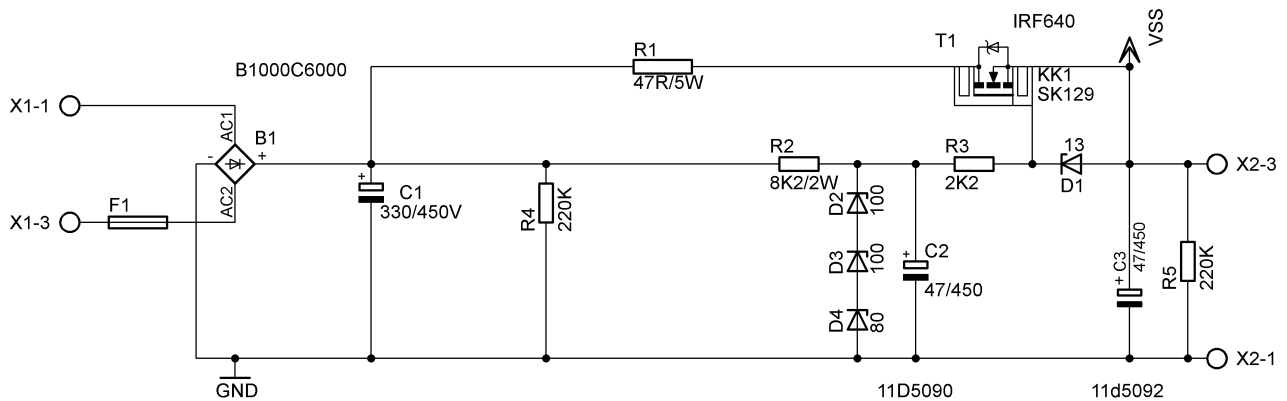 IRF640
VSS
T1
R1
B1000C6000
47R/5W
KK1
SK129
X1-1
AC1
B1
-
+
AC2
R2
8K2/2W
R3
2K2
13
D1
X2-3
F1
X1-3
+
C1
330/450V
R4
220K
D2
100
D3
100
D4
80
+
C2
47/450
+
C3
47/450
R5
220K
X2-1
GND
11D5090
11d5092